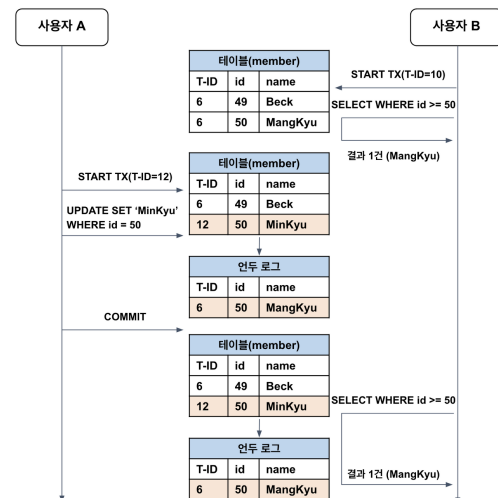 사용자 A
사용자 B
테이블(member)
T-ID id name
6 49 Beck
6 50 MangKyu
START TX(T-ID=10)
SELECT WHERE id >= 50
결과 1건 (MangKyu)
START TX(T-ID=12)
UPDATE SET ‘MinKyu’
WHERE id = 50
테이블(member)
T-ID id name
6 49 Beck
12 50 MinKyu
언두 로그
T-ID id name
6 50 MangKyu
COMMIT
테이블(member)
T-ID id name
6 49 Beck
12 50 MinKyu
SELECT WHERE id >= 50
언두 로그
T-ID id name
6 50 MangKyu
결과 1건 (MangKyu)